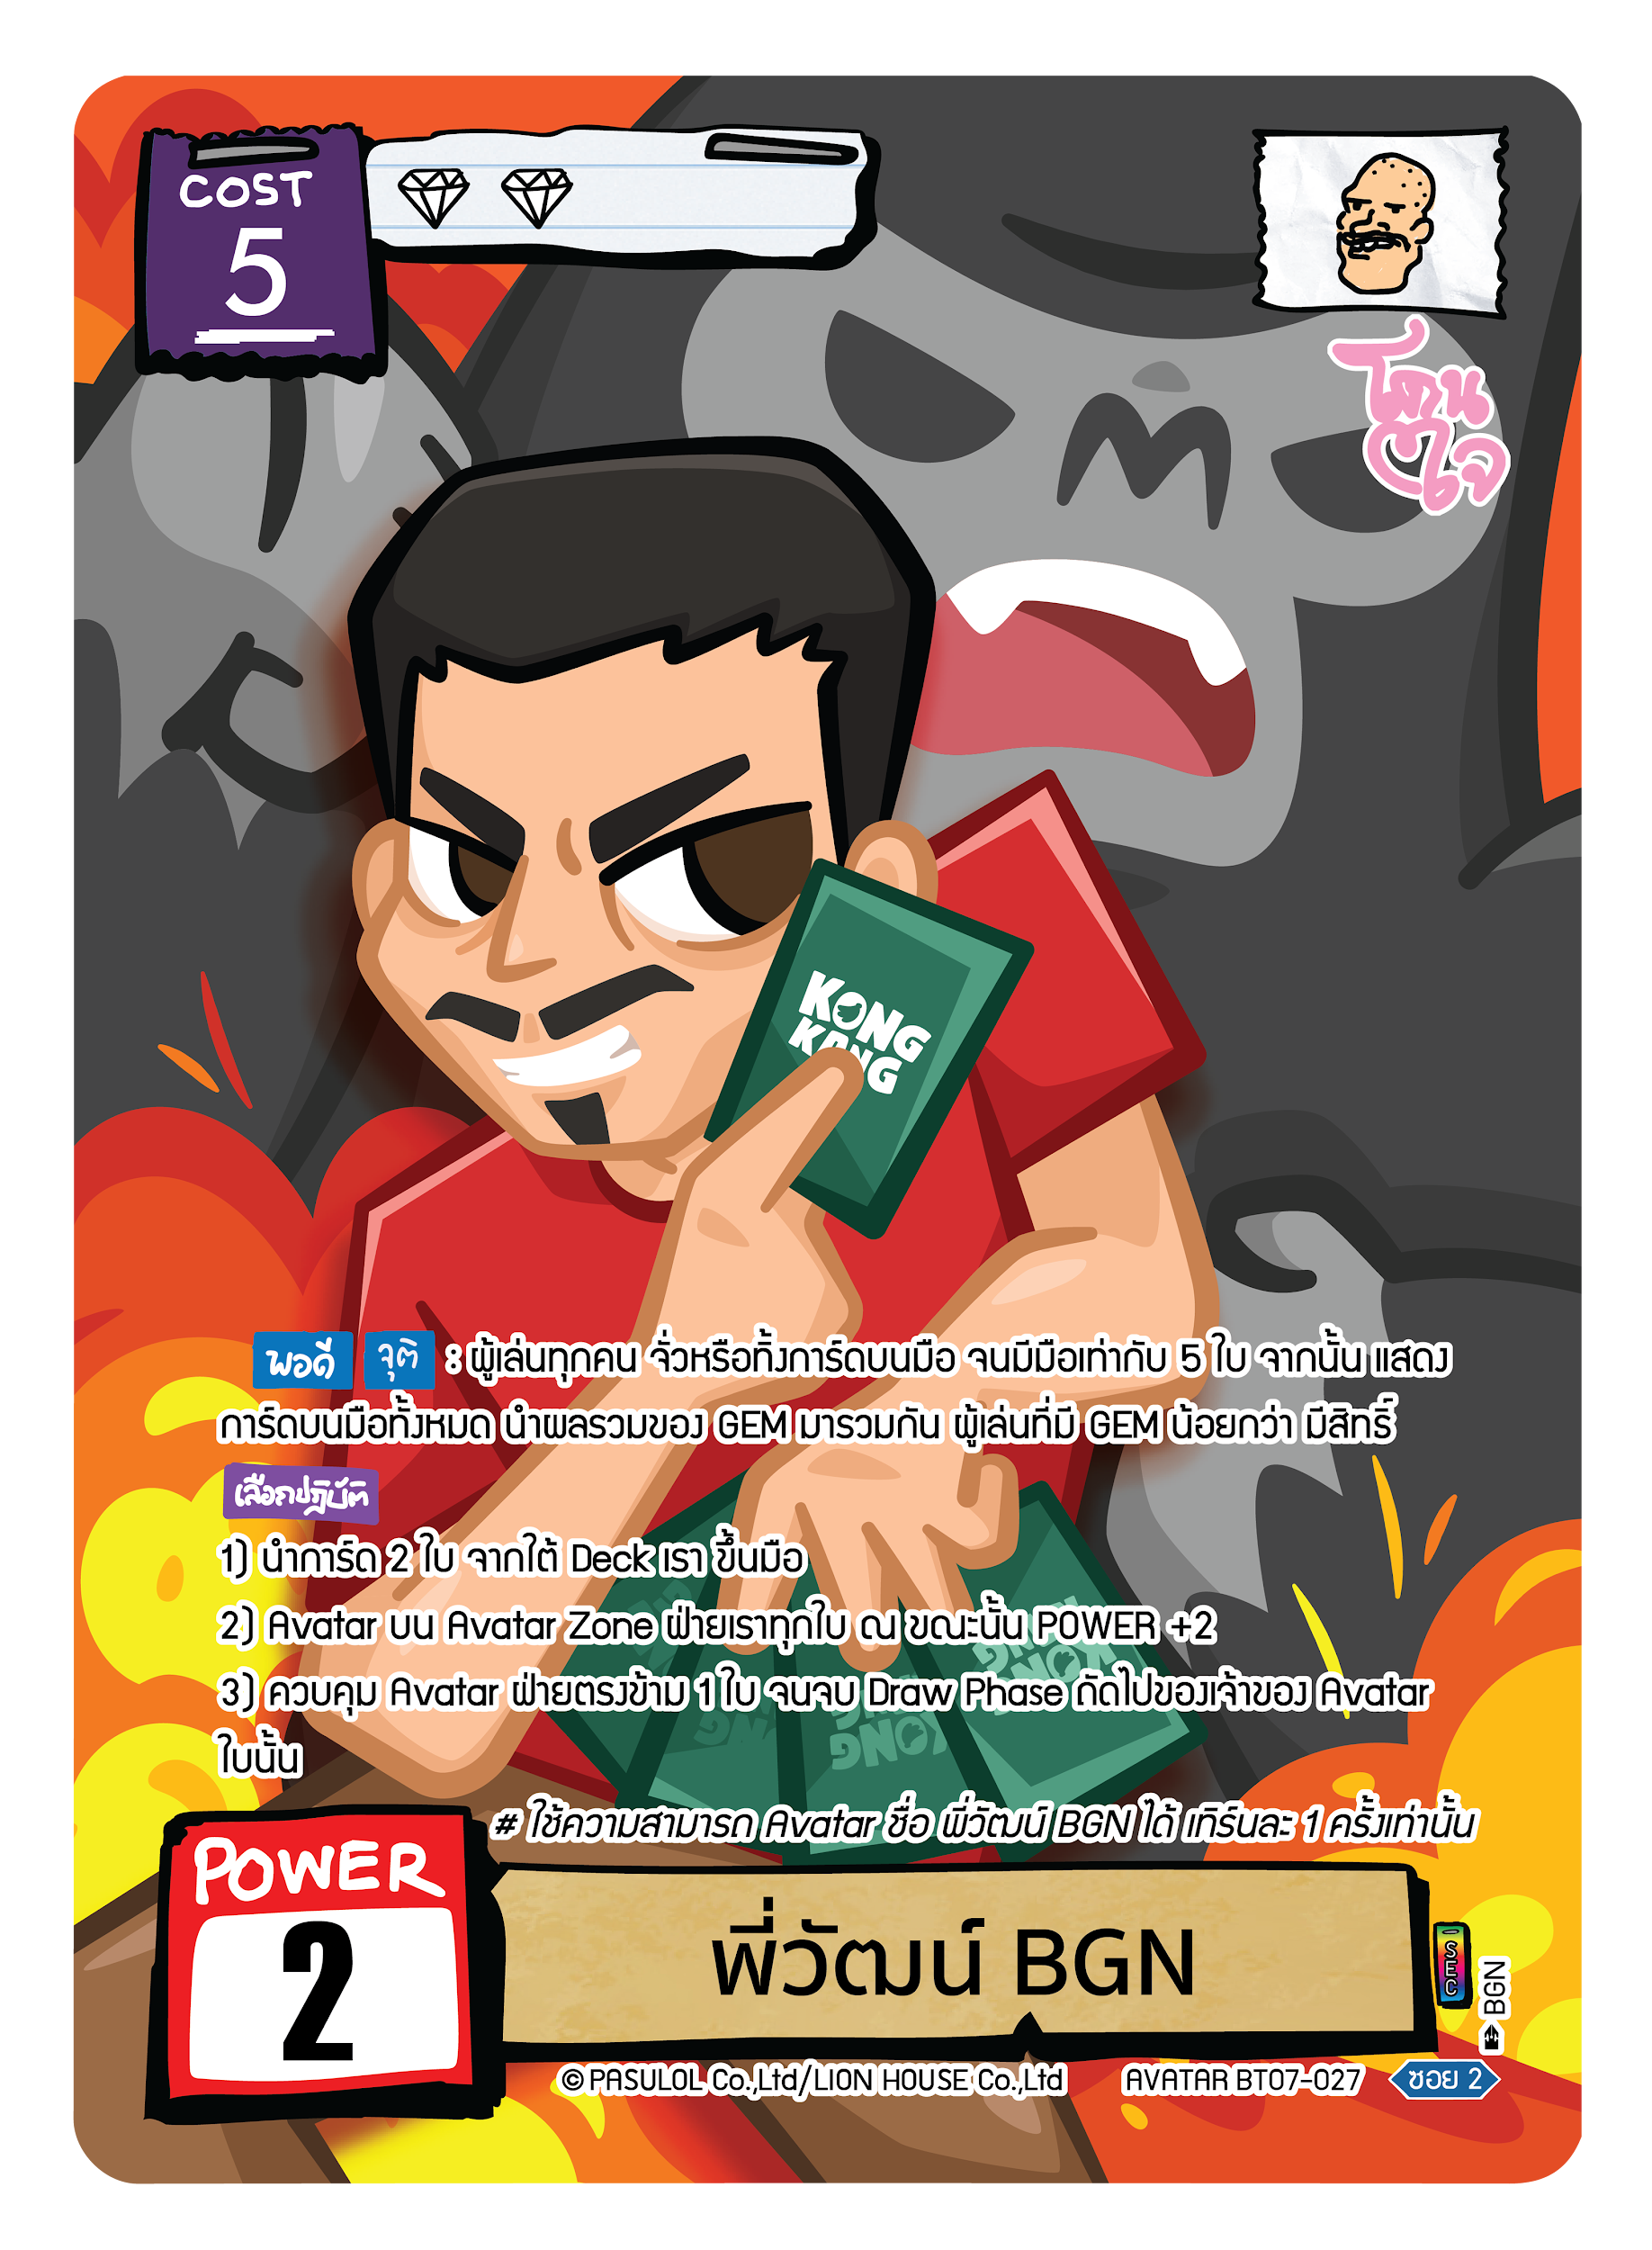 COST
5
โดนใจ
KONG
KONG
พอดี จุติ : ผู้เล่นทุกคน จั่วหรือทิ้งการ์ดบนมือ จนมีมือเท่ากับ 5 ใบ จากนั้น แสดง
การ์ดบนมือทั้งหมด นำผลรวมของ GEM มารวมกัน ผู้เล่นที่มี GEM น้อยกว่า มีสิทธิ์
เลือกปฏิบัติ
1) นำการ์ด 2 ใบ จากใต้ Deck เรา ขึ้นมือ
2) Avatar บน Avatar Zone ฝ่ายเราทุกใบ ณ ขณะนั้น POWER +2
3) ควบคุม Avatar ฝ่ายตรงข้าม 1 ใบ จนจบ Draw Phase ถัดไปของเจ้าของ Avatar
ใบนั้น
# ใช้ความสามารถ Avatar ชื่อ พี่วัฒน์ BGN ได้ เทิร์นละ 1 ครั้งเท่านั้น
POWER
2
พี่วัฒน์ BGN
SEC
BGN
© PASULOL Co.,Ltd/LION HOUSE Co.,Ltd AVATAR BT07-027 ซอย 2